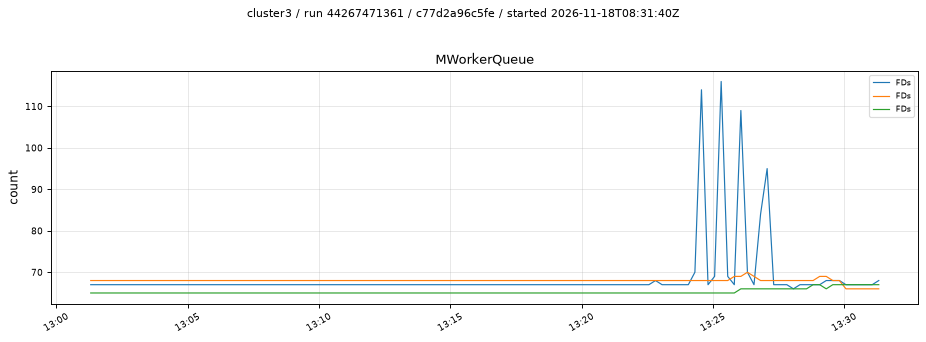 cluster3 / run 44267471361 / c77d2a96c5fe / started 2026-11-18T08:31:40Z
MWorkerQueue
FDs
FDs
FDs
count
110
100
90
80
70
13:00
13:05
13:10
13:15
13:20
13:25
13:30